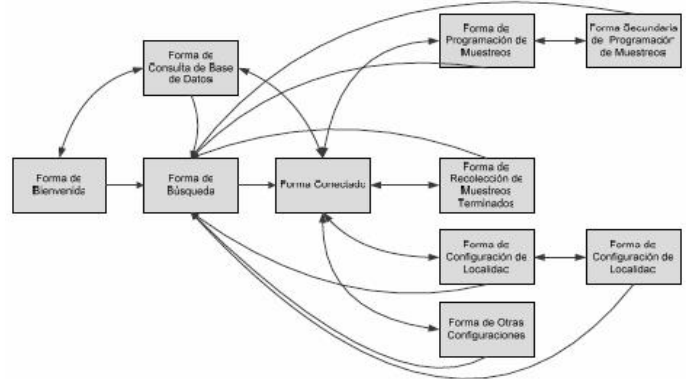 Forma de
Consulta de Base
de Datos
Forma de
Programación de
Muestreos
Forma Secundaria
de Programación
de Muestreos
Forma de
Bienvenida
Forma de
Búsqueda
Forma Conectado
Forma de
Recolección de
Muestreos
Terminados
Forma de
Configuración de
Localidad
Forma de
Configuración de
Localidad
Forma de Otras
Configuraciones